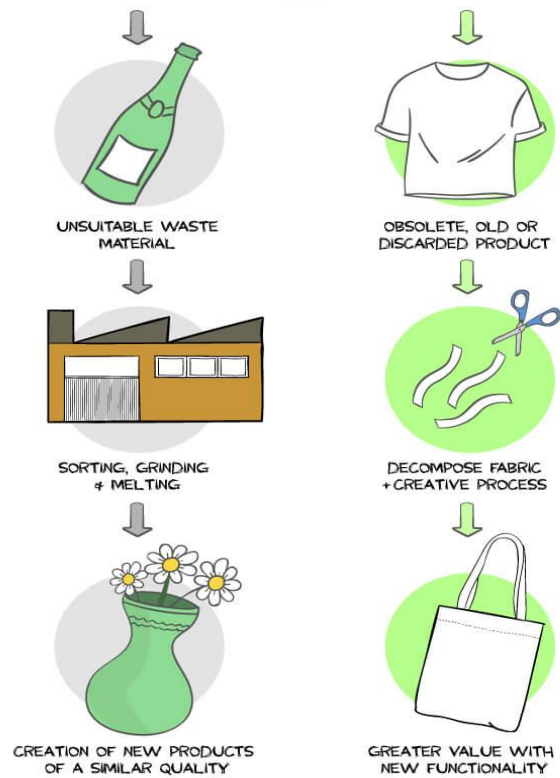 UNSUITABLE WASTE
MATERIAL
OBSOLETE, OLD OR
DISCARDED PRODUCT
SORTING, GRINDING
& MELTING
DECOMPOSE FABRIC
+CREATIVE PROCESS
CREATION OF NEW PRODUCTS
OF A SIMILAR QUALITY
GREATER VALUE WITH
NEW FUNCTIONALITY